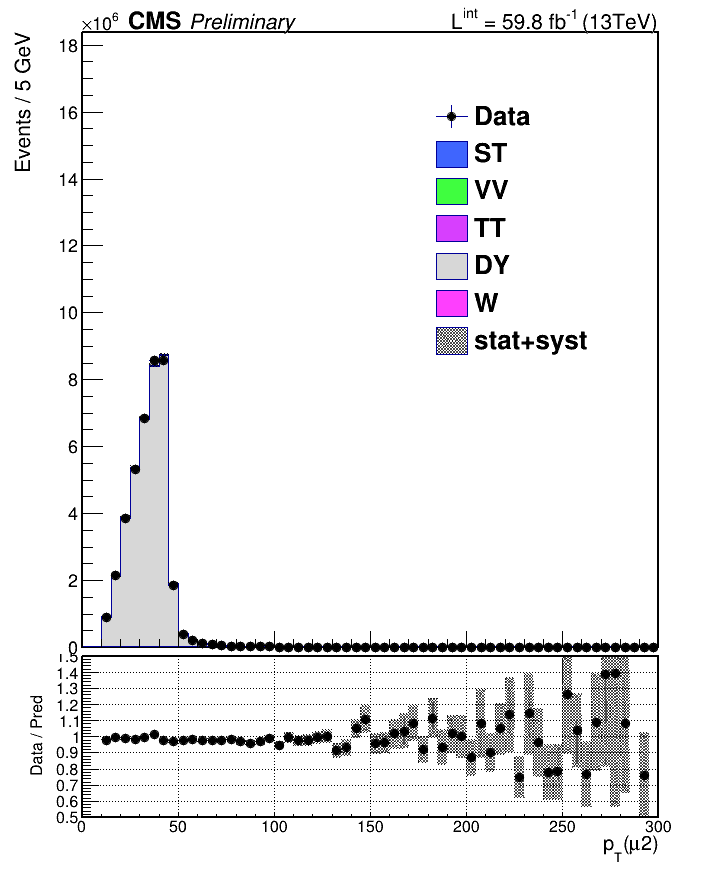 ×10⁶ CMS Preliminary Lⁱⁿᵗ = 59.8 fb⁻¹ (13TeV)
Events / 5 GeV
18
16
14
12
10
8
6
4
2
0
Data
ST
VV
TT
DY
W
stat+syst
Data / Pred
1.5
1.4
1.3
1.2
1.1
1
0.9
0.8
0.7
0.6
0.5
0 50 100 150 200 250 300
p_T(μ2)